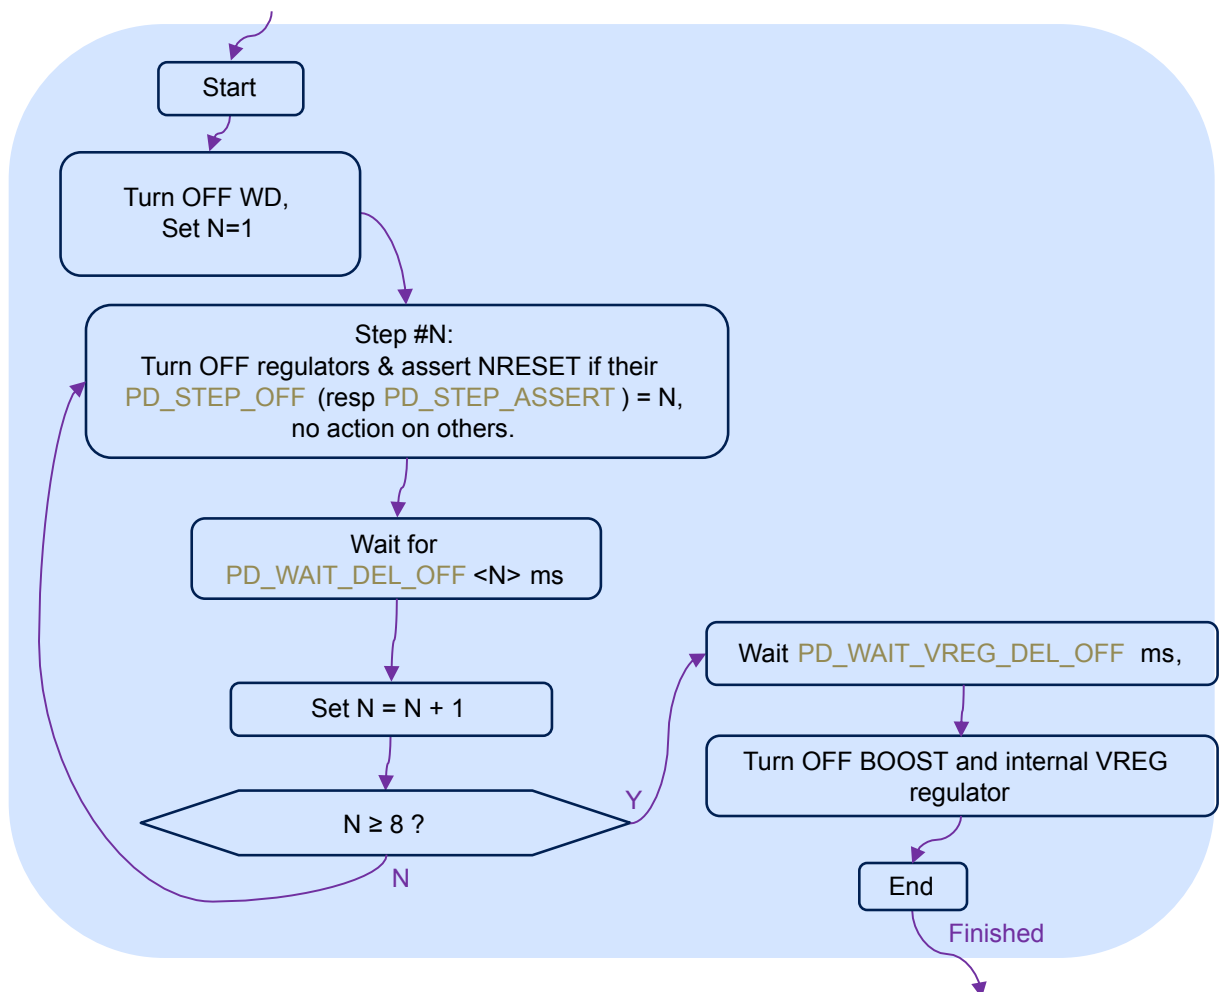 Start
Turn OFF WD,
Set N=1
Step #N:
Turn OFF regulators & assert NRESET if their
PD_STEP_OFF (resp PD_STEP_ASSERT ) = N,
no action on others.
Wait for
PD_WAIT_DEL_OFF <N> ms
Set N = N + 1
N ≥ 8 ?
Y
N
Wait PD_WAIT_VREG_DEL_OFF ms,
Turn OFF BOOST and internal VREG
regulator
End
Finished